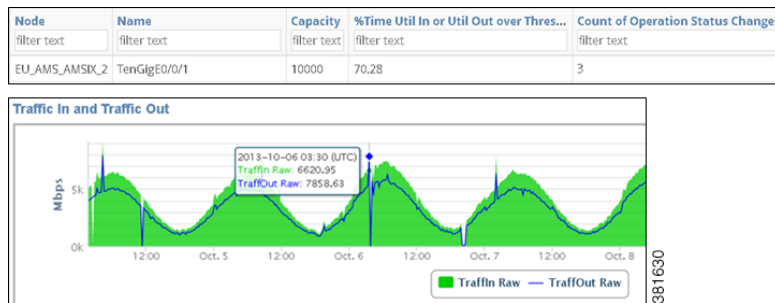 Node Name Capacity %Time Util In or Util Out over Thres... Count of Operation Status Change
filter text filter text filter text filter text filter text
EU_AMS_AMSIX_2 TenGigE0/0/1 10000 70.28 3
Traffic In and Traffic Out
2013-10-06 03:30 (UTC)
TraffIn Raw: 6620.95
TraffOut Raw: 7858.63
Mbps
5k
0k
12:00 Oct. 5 12:00 Oct. 6 12:00 Oct. 7 12:00 Oct. 8
TraffIn Raw TraffOut Raw
381630